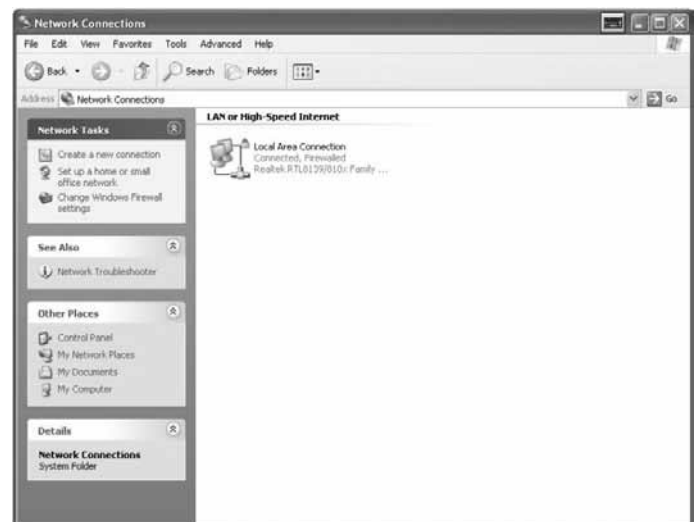 Network Connections
File Edit View Favorites Tools Advanced Help
Back Search Folders
Address Network Connections Go
Network Tasks
Create a new connection
Set up a home or small
office network
Change Windows Firewall
settings
See Also
Network Troubleshooter
Other Places
Control Panel
My Network Places
My Documents
My Computer
Details
Network Connections
System Folder
LAN or High-Speed Internet
Local Area Connection
Connected, Firewalled
Realtek RTL8139/810x Family ...